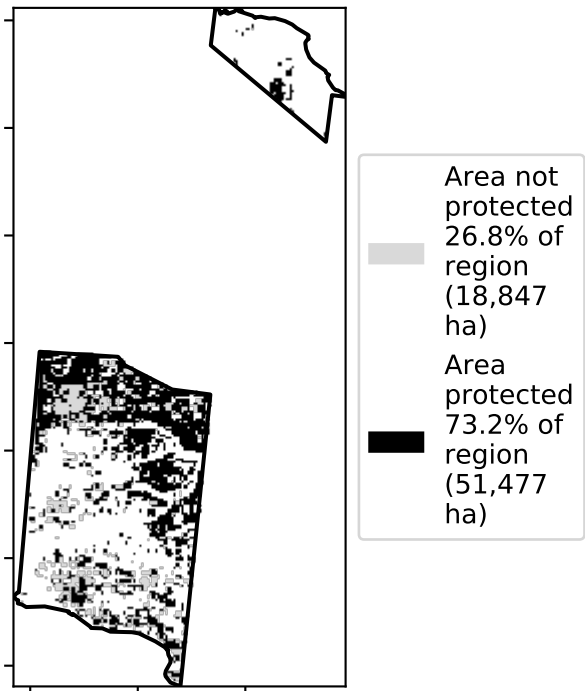 Area not
protected
26.8% of
region
(18,847
ha)
Area
protected
73.2% of
region
(51,477
ha)